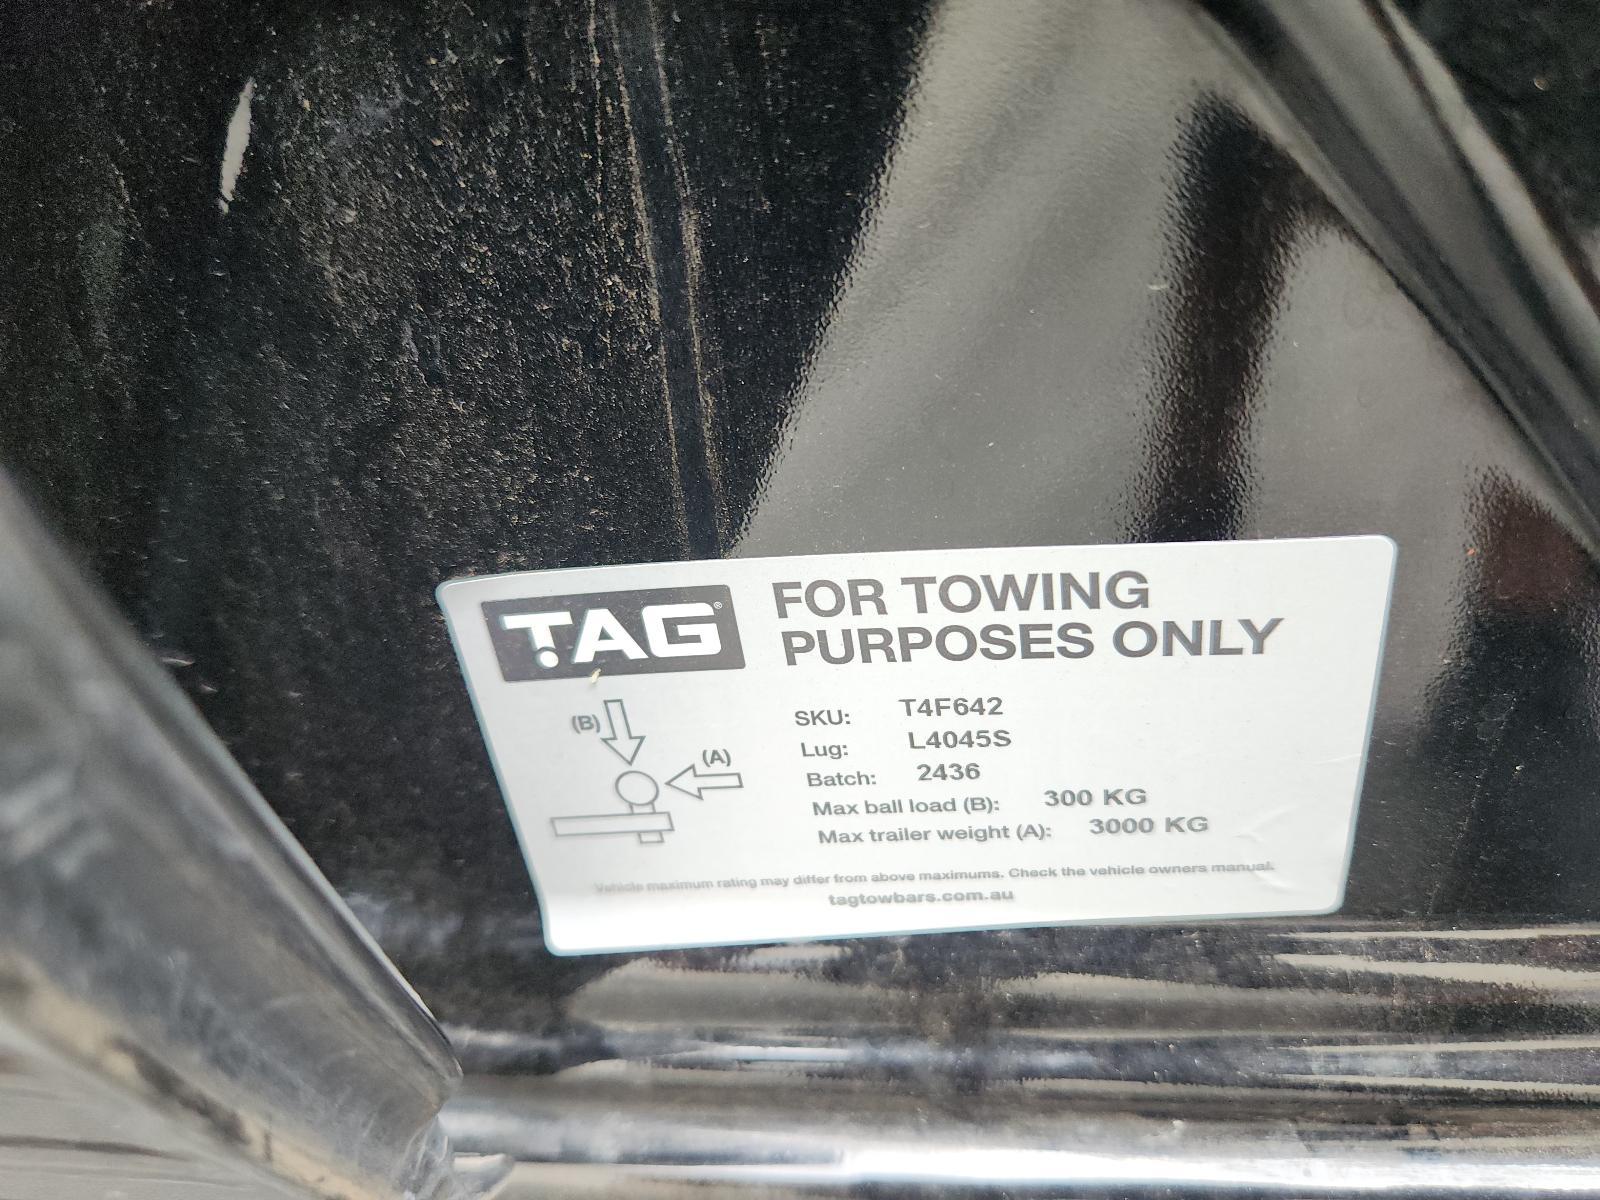 TAG®
FOR TOWING
PURPOSES ONLY
(B)
(A)
SKU: T4F642
Lug: L4045S
Batch: 2436
Max ball load (B): 300 KG
Max trailer weight (A): 3000 KG
Vehicle maximum rating may differ from above maximums. Check the vehicle owners manual.
tagtowbars.com.au